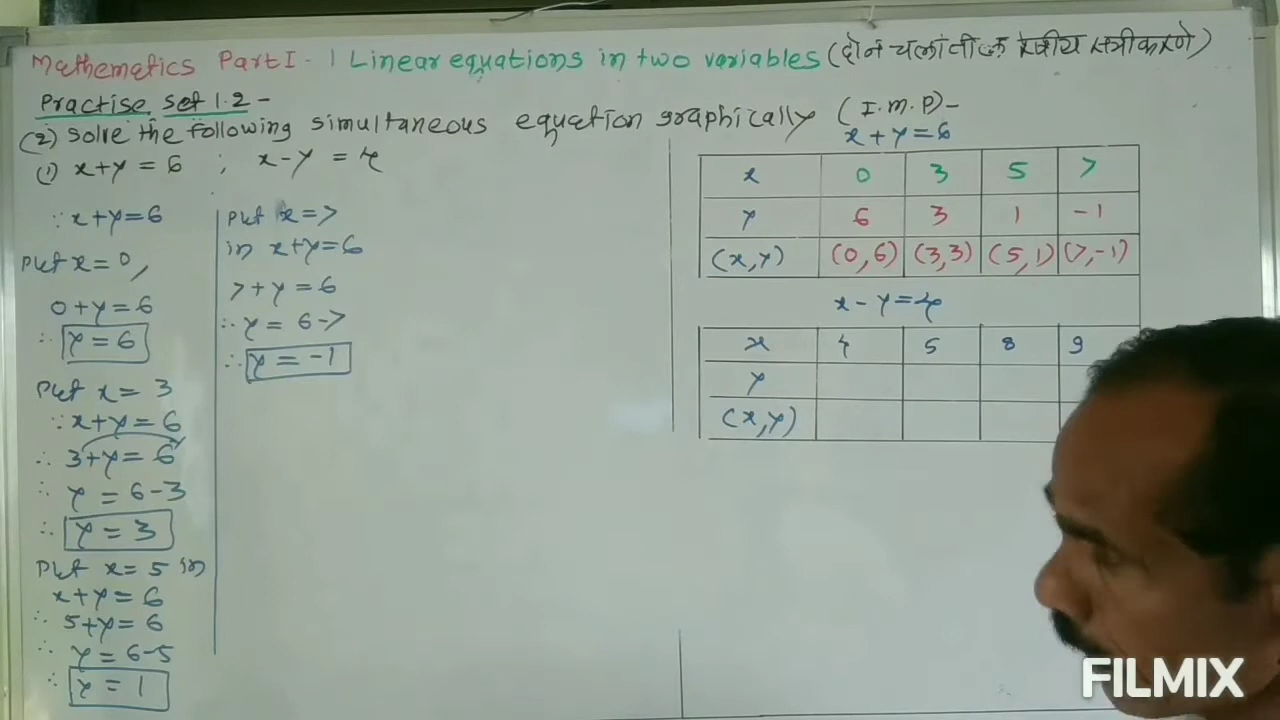 Mathematics Part I - 1 Linear equations in two variables (दोन चलांतील रेषीय समीकरणे)
Practise Set 1.2 -
(2) Solve the following simultaneous equation graphically (I.M.P) -
(1) x + y = 6 ; x - y = 4
∵ x + y = 6
Put x = 0,
0 + y = 6
∴ y = 6
Put x = 3
∵ x + y = 6
∴ 3 + y = 6
∴ y = 6 - 3
∴ y = 3
Put x = 5 in
x + y = 6
∴ 5 + y = 6
∴ y = 6 - 5
∴ y = 1
Put x = 7
in x + y = 6
7 + y = 6
∴ y = 6 - 7
∴ y = -1
x + y = 6
x 0 3 5 7
y 6 3 1 -1
(x, y) (0, 6) (3, 3) (5, 1) (7, -1)
x - y = 4
x 4 5 8 9
y
(x, y)
FILMIX